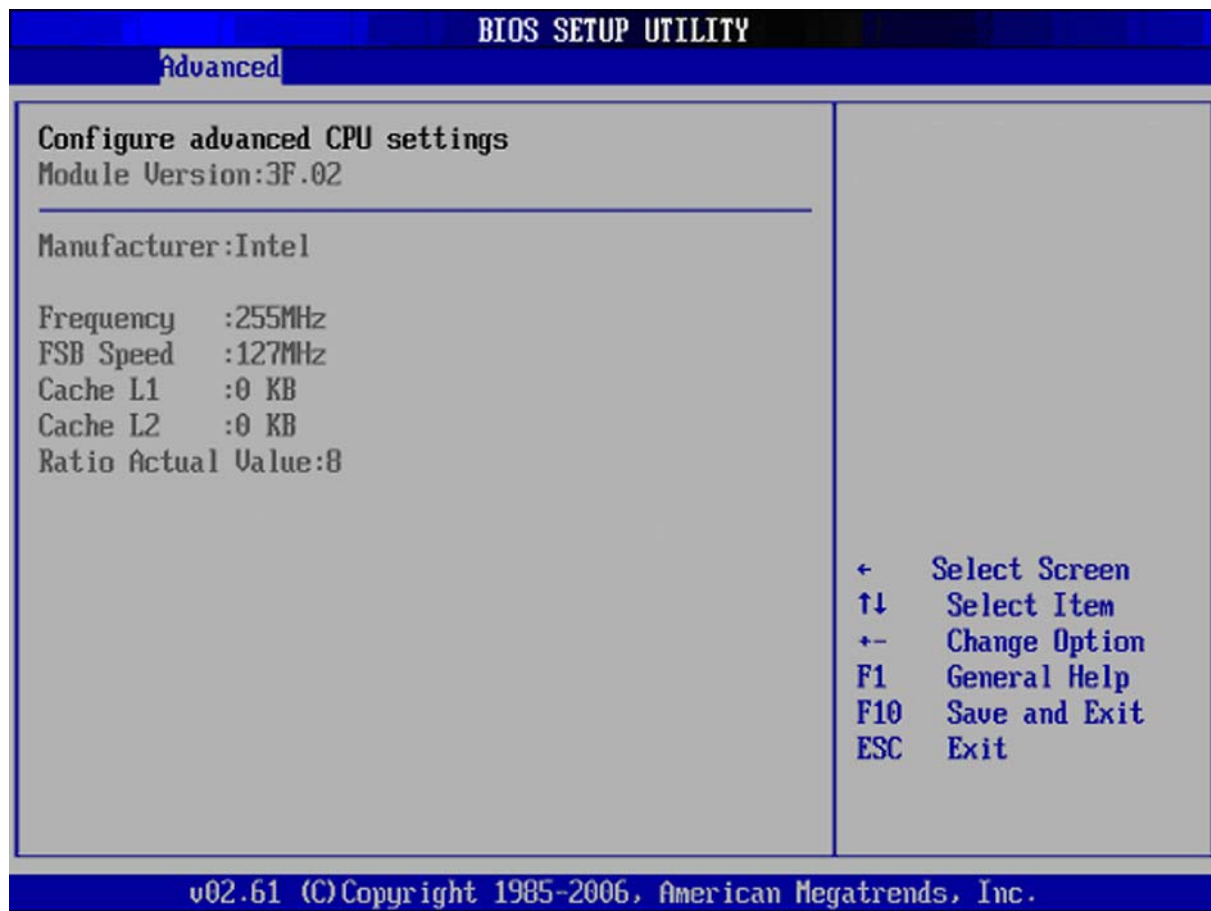 BIOS SETUP UTILITY
Advanced
Configure advanced CPU settings
Module Version:3F.02
Manufacturer:Intel
Frequency :255MHz
FSB Speed :127MHz
Cache L1 :0 KB
Cache L2 :0 KB
Ratio Actual Value:8
← Select Screen
↑↓ Select Item
+- Change Option
F1 General Help
F10 Save and Exit
ESC Exit
v02.61 (C)Copyright 1985-2006, American Megatrends, Inc.